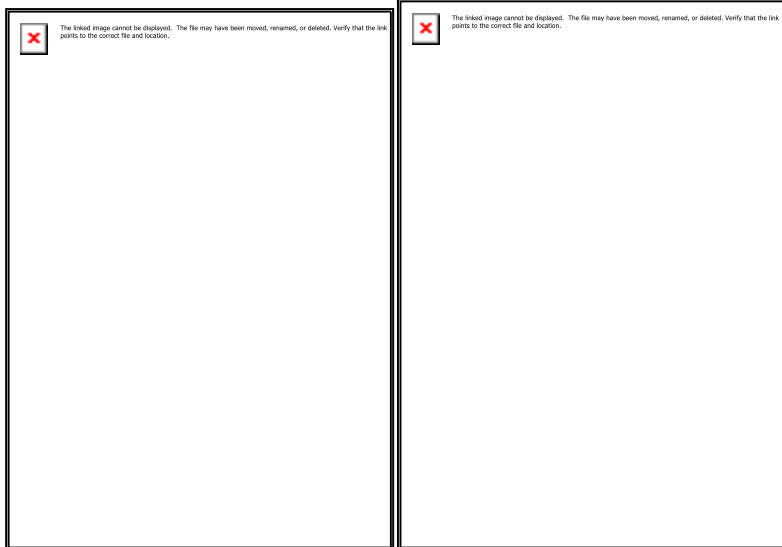 The linked image cannot be displayed.  The file may have been moved, renamed, or deleted. Verify that the link
points to the correct file and location.
The linked image cannot be displayed.  The file may have been moved, renamed, or deleted. Verify that the link
points to the correct file and location.